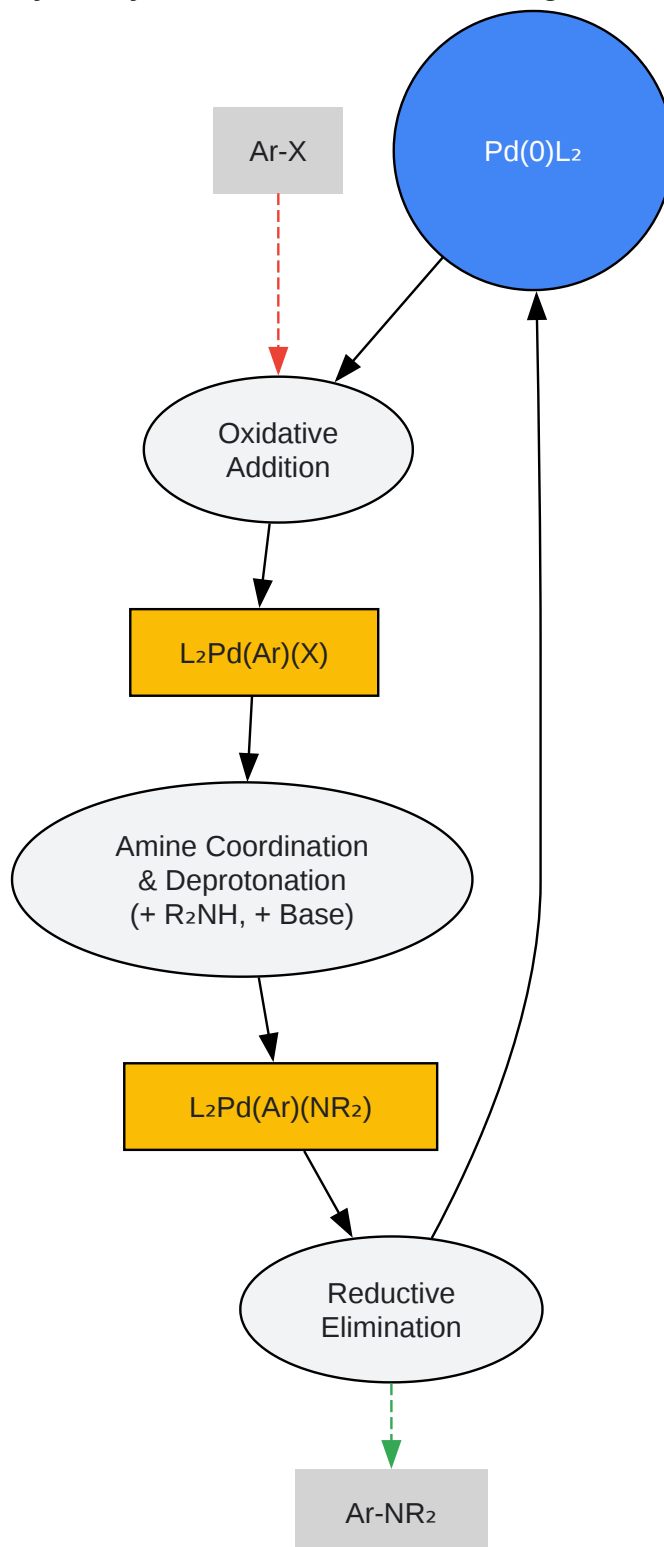 Ar-X
Pd(0)L₂
Oxidative
Addition
L₂Pd(Ar)(X)
Amine Coordination
& Deprotonation
(+ R₂NH, + Base)
L₂Pd(Ar)(NR₂)
Reductive
Elimination
Ar-NR₂